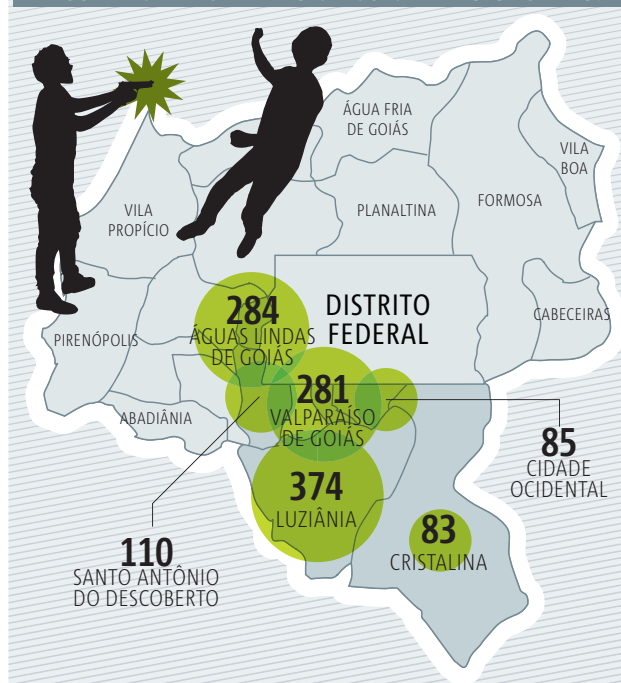 ÁGUA FRIA
DE GOIÁS
VILA
BOA
FORMOSA
PLANALTINA
VILA
PROPÍCIO
DISTRITO
FEDERAL
CABECEIRAS
284
ÁGUAS LINDAS
DE GOIÁS
PIRENÓPOLIS
281
VALPARAÍSO
DE GOIÁS
ABADIÂNIA
85
CIDADE
OCIDENTAL
374
LUZIÂNIA
83
CRISTALINA
110
SANTO ANTÔNIO
DO DESCOBERTO